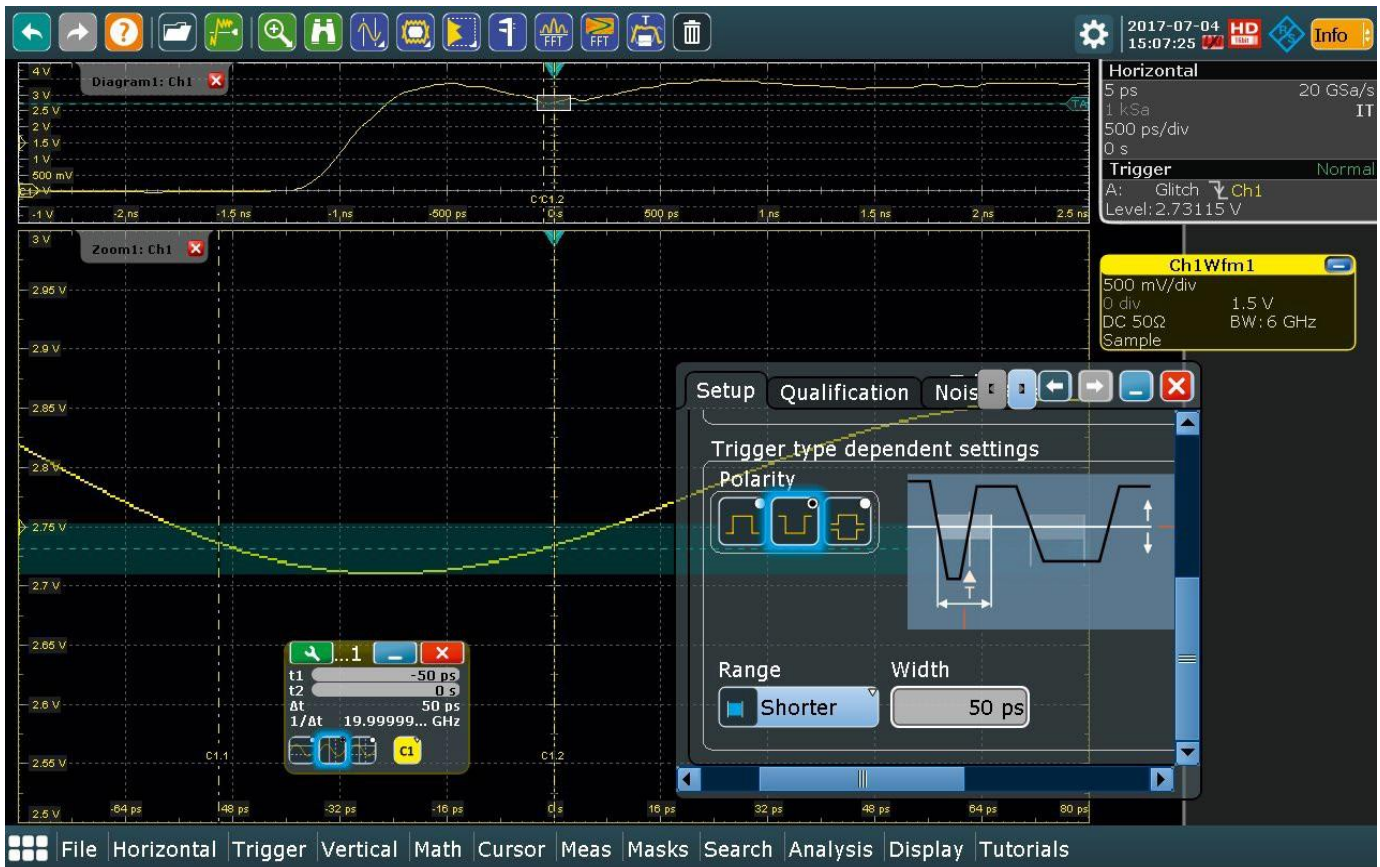 2017-07-04
15:07:25
HD
16bit
R&S
Info
FFT
FFT
T
Diagram1: Ch1
4 V
3 V
2.5 V
2 V
1.5 V
1 V
500 mV
C1
-1 V
-2 ns
-1.5 ns
-1 ns
-500 ps
0 s
500 ps
1 ns
1.5 ns
2 ns
2.5 ns
C1.2
TA
Horizontal
5 ps 20 GSa/s
1 kSa IT
500 ps/div
0 s
Trigger Normal
A: Glitch Ch1
Level: 2.73115 V
Ch1Wfm1
500 mV/div
0 div 1.5 V
DC 50Ω BW: 6 GHz
Sample
Zoom1: Ch1
3 V
2.95 V
2.9 V
2.85 V
2.8 V
2.75 V
2.7 V
2.65 V
2.6 V
2.55 V
2.5 V
-64 ps
-48 ps
-32 ps
-16 ps
0 s
16 ps
32 ps
48 ps
64 ps
80 ps
C1.1
C1.2
...1
t1 -50 ps
t2 0 s
Δt 50 ps
1/Δt 19.99999... GHz
C1
Setup Qualification Nois
Trigger type dependent settings
Polarity
T
Range Width
Shorter 50 ps
File Horizontal Trigger Vertical Math Cursor Meas Masks Search Analysis Display Tutorials